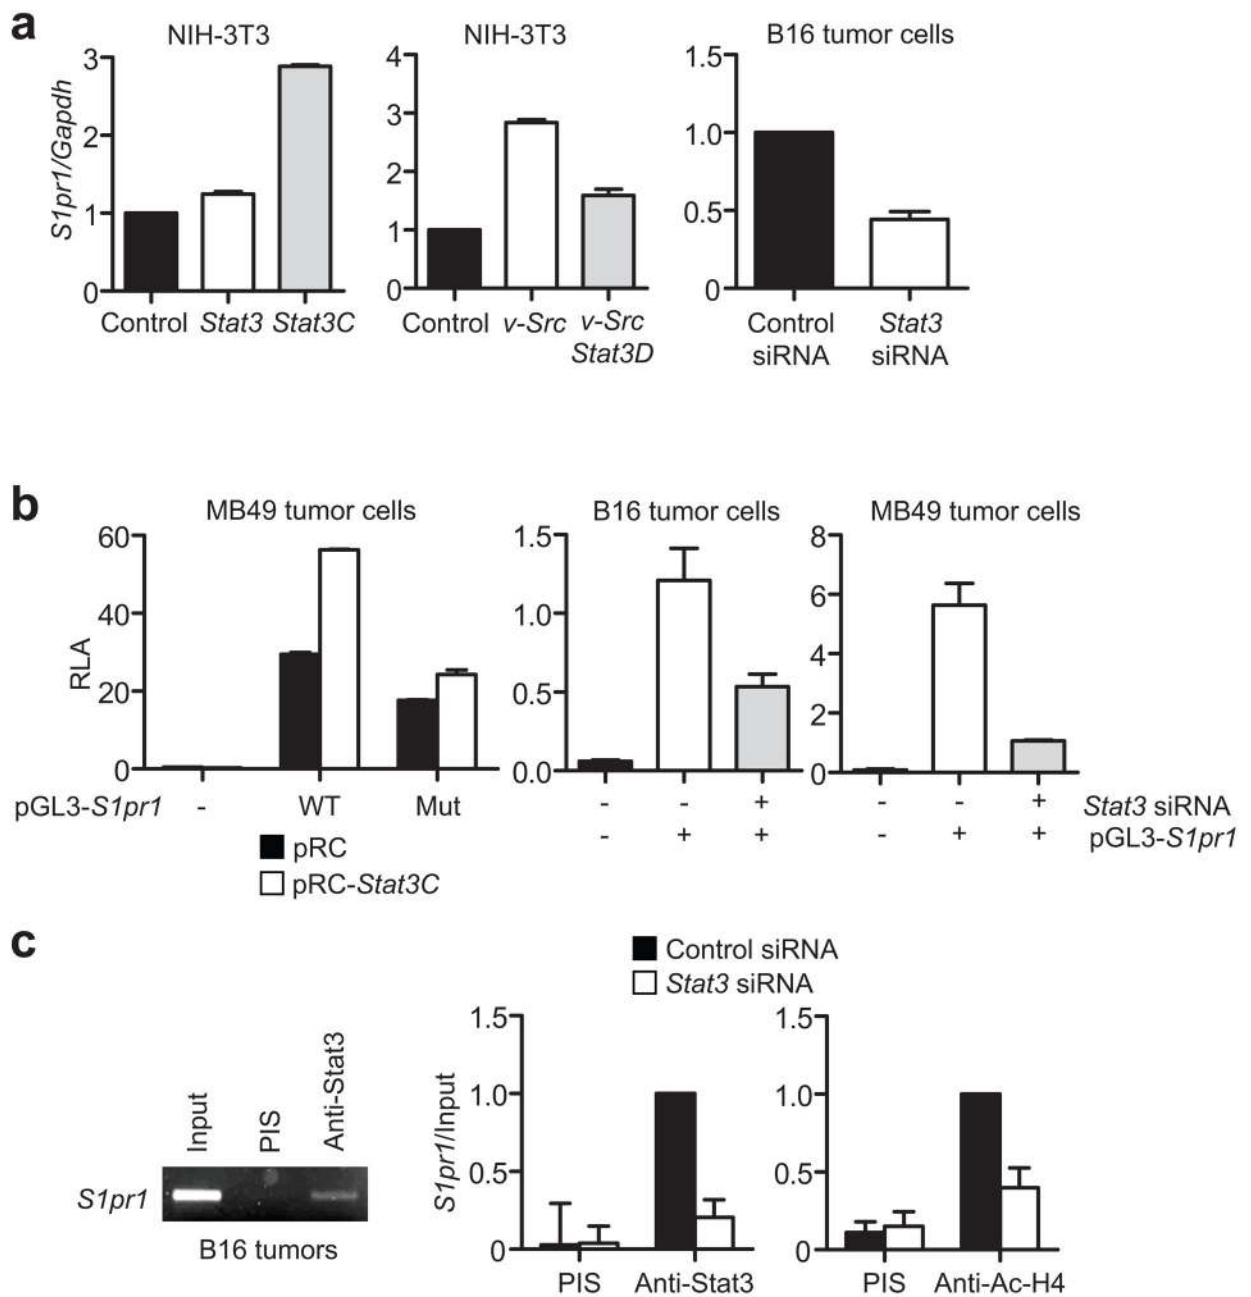 a
NIH-3T3
S1pr1/Gapdh
3
2
1
0
Control Stat3 Stat3C
NIH-3T3
4
3
2
1
0
Control v-Src v-Src
Stat3D
B16 tumor cells
1.5
1.0
0.5
0
Control
siRNA
Stat3
siRNA
b
MB49 tumor cells
RLA
60
40
20
0
pGL3-S1pr1 - WT Mut
pRC
pRC-Stat3C
B16 tumor cells
1.5
1.0
0.5
0.0
- - +
- + +
MB49 tumor cells
8
6
4
2
0
- - + Stat3 siRNA
- + + pGL3-S1pr1
c
Input
PIS
Anti-Stat3
S1pr1
B16 tumors
Control siRNA
Stat3 siRNA
S1pr1/Input
1.5
1.0
0.5
0
PIS Anti-Stat3
1.5
1.0
0.5
0
PIS Anti-Ac-H4